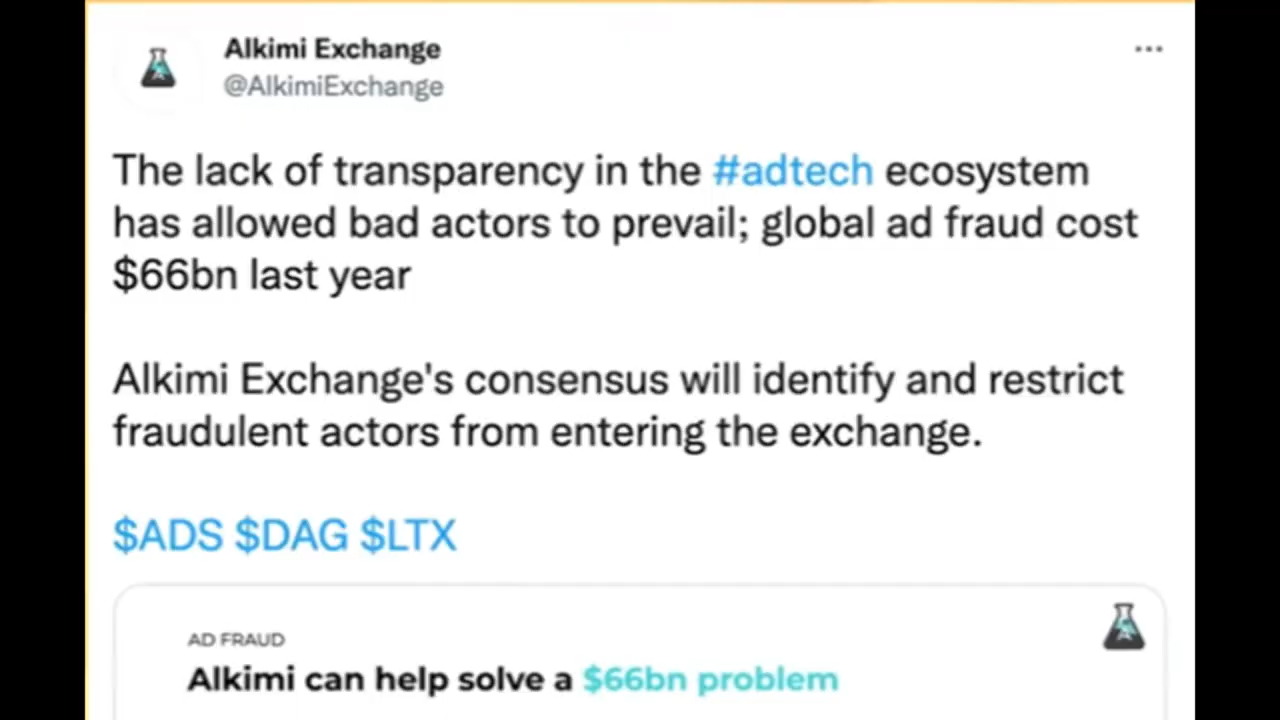 Alkimi Exchange
@AlkimiExchange
The lack of transparency in the #adtech ecosystem
has allowed bad actors to prevail; global ad fraud cost
$66bn last year
Alkimi Exchange's consensus will identify and restrict
fraudulent actors from entering the exchange.
$ADS $DAG $LTX
AD FRAUD
Alkimi can help solve a $66bn problem